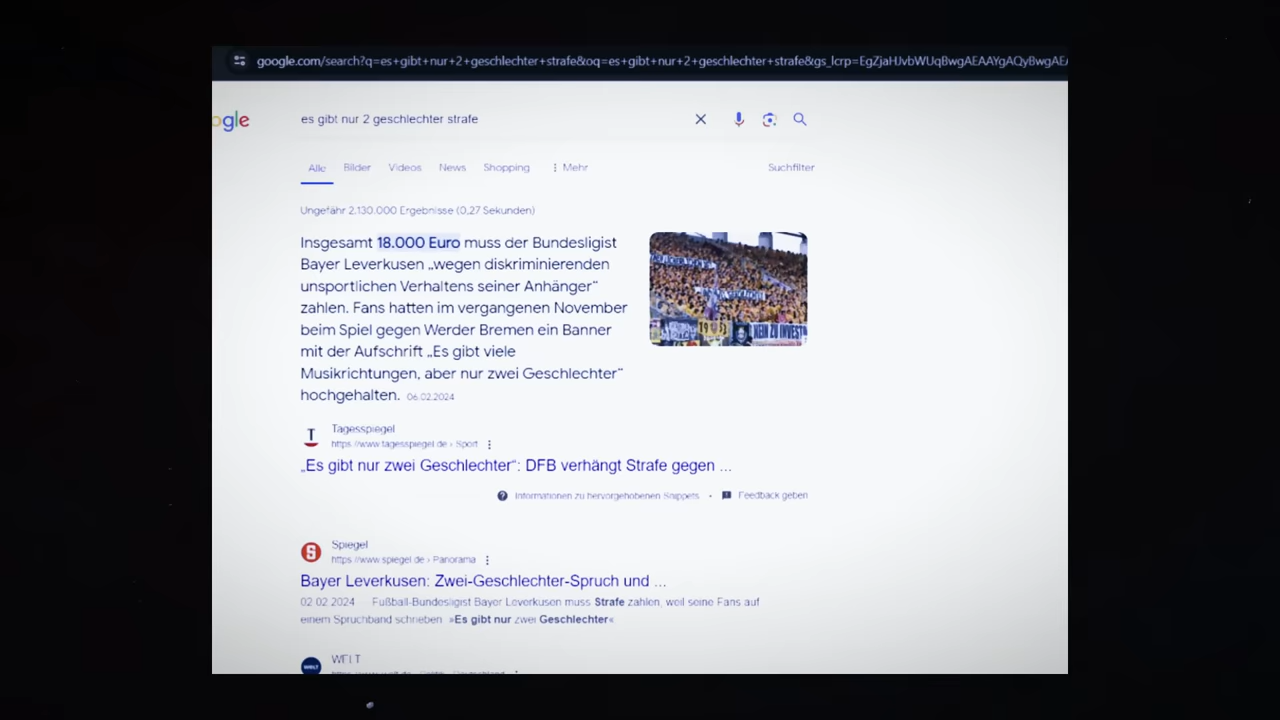 google.com/search?q=es+gibt+nur+2+geschlechter+strafe&oq=es+gibt+nur+2+geschlechter+strafe&gs_lcrp=EgZjaHJvbWUqBwgAEAAYgAQyBwgAEA
ogle
es gibt nur 2 geschlechter strafe
Alle Bilder Videos News Shopping Mehr Suchfilter
Ungefähr 2.130.000 Ergebnisse (0,27 Sekunden)
Insgesamt 18.000 Euro muss der Bundesligist
Bayer Leverkusen „wegen diskriminierenden
unsportlichen Verhaltens seiner Anhänger“
zahlen. Fans hatten im vergangenen November
beim Spiel gegen Werder Bremen ein Banner
mit der Aufschrift „Es gibt viele
Musikrichtungen, aber nur zwei Geschlechter“
hochgehalten. 06.02.2024
KEIN ZU INVEST
Tagesspiegel
https://www.tagesspiegel.de › Sport
„Es gibt nur zwei Geschlechter“: DFB verhängt Strafe gegen ...
Informationen zu hervorgehobenen Snippets • Feedback geben
Spiegel
https://www.spiegel.de › Panorama
Bayer Leverkusen: Zwei-Geschlechter-Spruch und ...
02.02.2024 Fußball-Bundesligist Bayer Leverkusen muss Strafe zahlen, weil seine Fans auf
einem Spruchband schrieben »Es gibt nur zwei Geschlechter«
WELT